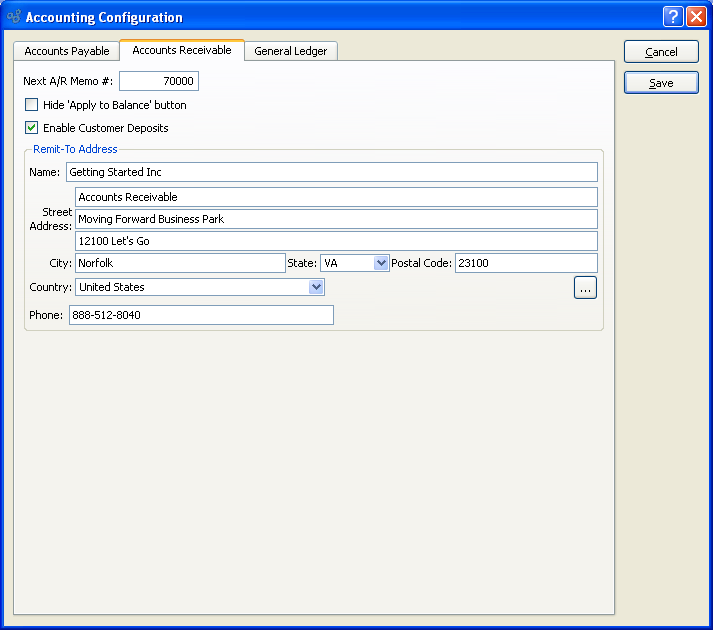 Accounting Configuration
?
Accounts Payable Accounts Receivable General Ledger
Cancel
Save
Next A/R Memo #: 70000
Hide 'Apply to Balance' button
Enable Customer Deposits
Remit-To Address
Name: Getting Started Inc
Street Address: Accounts Receivable
Moving Forward Business Park
12100 Let's Go
City: Norfolk State: VA Postal Code: 23100
Country: United States ...
Phone: 888-512-8040